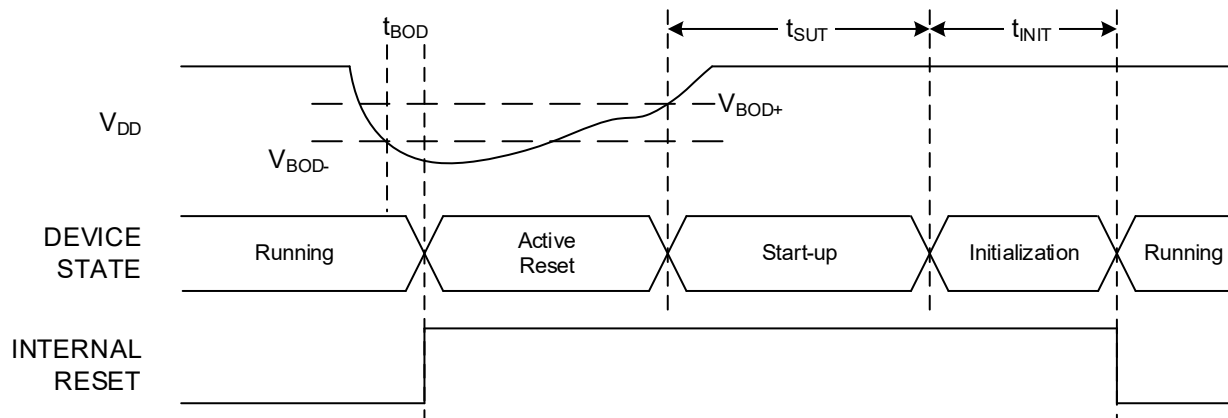 tBOD
tSUT
tINIT
VDD
VBOD+
VBOD-
DEVICE
STATE
Running
Active
Reset
Start-up
Initialization
Running
INTERNAL
RESET